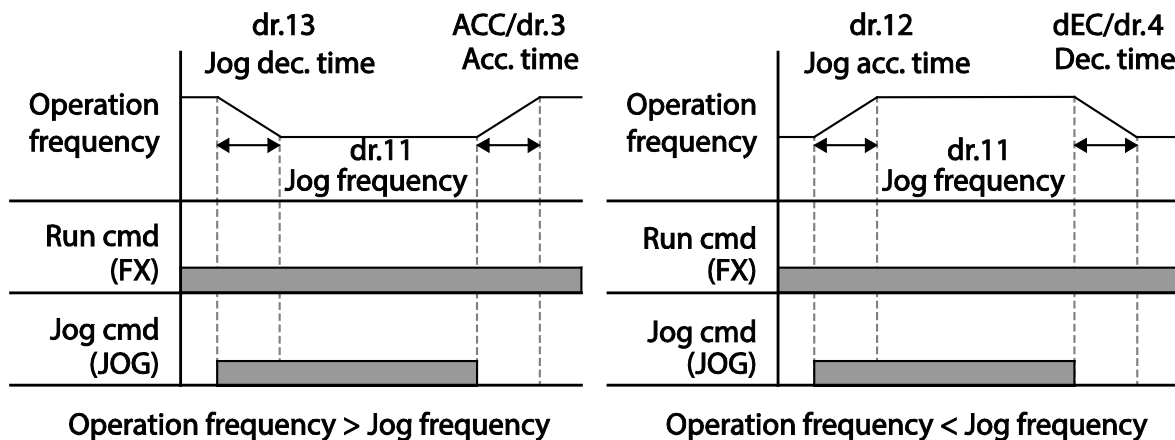 dr.13
Jog dec. time
ACC/dr.3
Acc. time
Operation
frequency
dr.11
Jog frequency
Run cmd
(FX)
Jog cmd
(JOG)
Operation frequency > Jog frequency
dr.12
Jog acc. time
dEC/dr.4
Dec. time
Operation
frequency
dr.11
Jog frequency
Run cmd
(FX)
Jog cmd
(JOG)
Operation frequency < Jog frequency